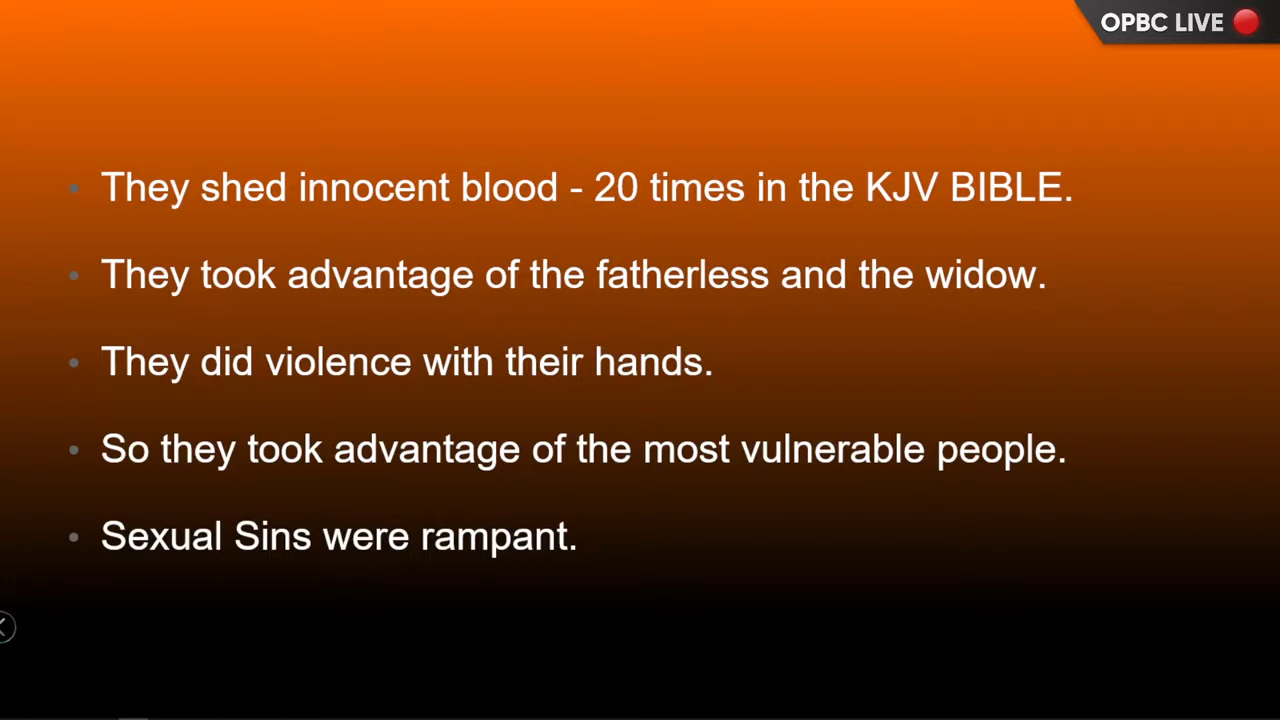 OPBC LIVE
• They shed innocent blood - 20 times in the KJV BIBLE.
• They took advantage of the fatherless and the widow.
• They did violence with their hands.
• So they took advantage of the most vulnerable people.
• Sexual Sins were rampant.